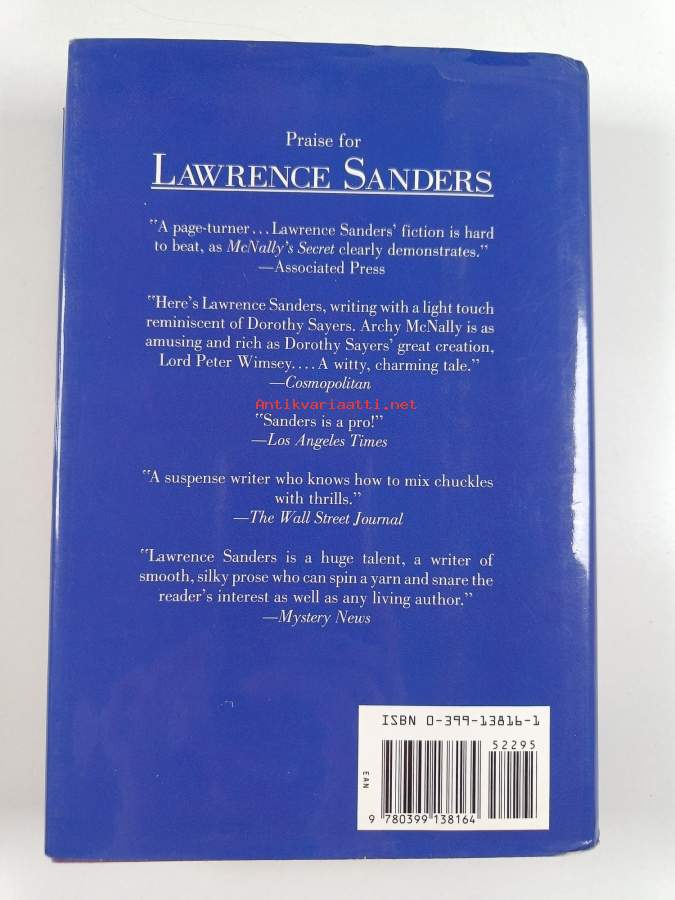 Praise for
LAWRENCE SANDERS
"A page-turner...Lawrence Sanders' fiction is hard
to beat, as McNally's Secret clearly demonstrates."
—Associated Press
"Here's Lawrence Sanders, writing with a light touch
reminiscent of Dorothy Sayers. Archy McNally is as
amusing and rich as Dorothy Sayers' great creation,
Lord Peter Wimsey....A witty, charming tale."
—Cosmopolitan
Antikvariaatti.net
"Sanders is a pro!"
—Los Angeles Times
"A suspense writer who knows how to mix chuckles
with thrills."
—The Wall Street Journal
"Lawrence Sanders is a huge talent, a writer of
smooth, silky prose who can spin a yarn and snare the
reader's interest as well as any living author."
—Mystery News
ISBN 0-399-13816-1
52295
EAN
9 780399 138164